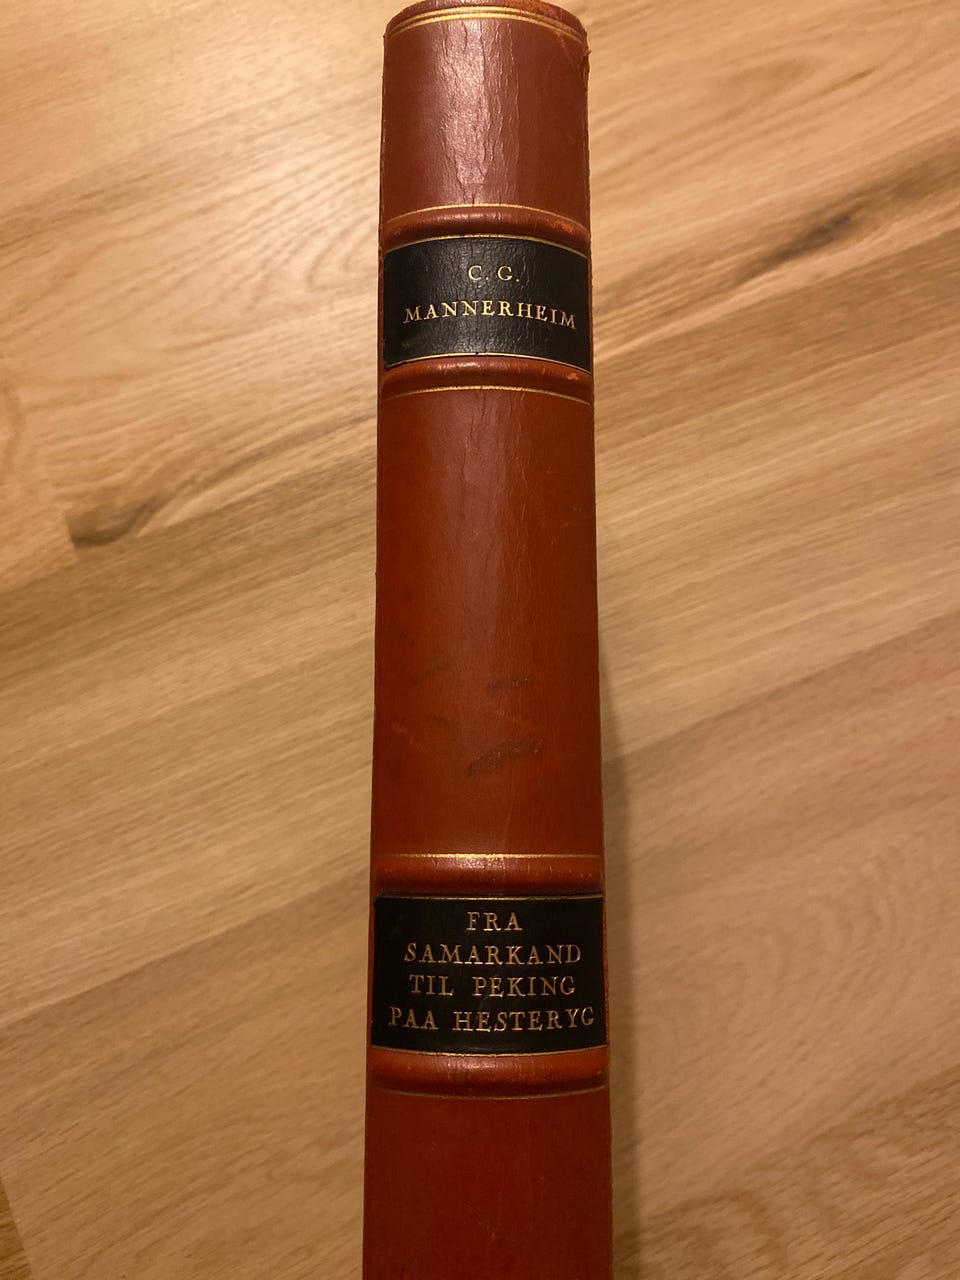 C. G.
MANNERHEIM
FRA
SAMARKAND
TIL PEKING
PAA HESTERYG